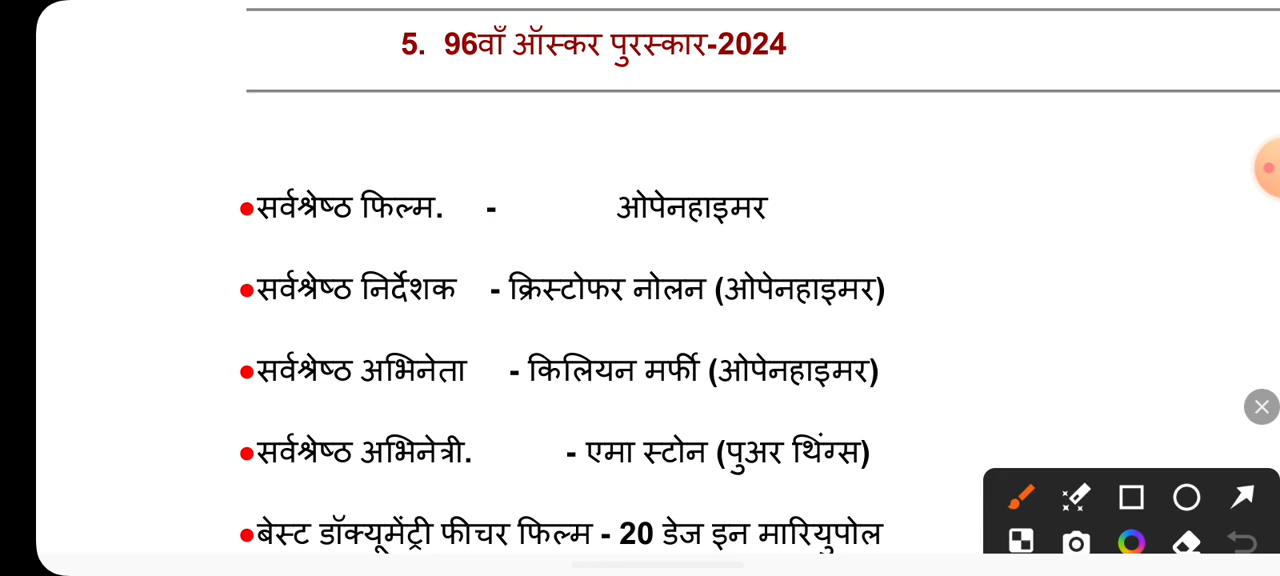 5. 96वाँ ऑस्कर पुरस्कार-2024
●सर्वश्रेष्ठ फिल्म. - ओपेनहाइमर
●सर्वश्रेष्ठ निर्देशक - क्रिस्टोफर नोलन (ओपेनहाइमर)
●सर्वश्रेष्ठ अभिनेता - किलियन मर्फी (ओपेनहाइमर)
●सर्वश्रेष्ठ अभिनेत्री. - एमा स्टोन (पुअर थिंग्स)
●बेस्ट डॉक्यूमेंट्री फीचर फिल्म - 20 डेज इन मारियुपोल